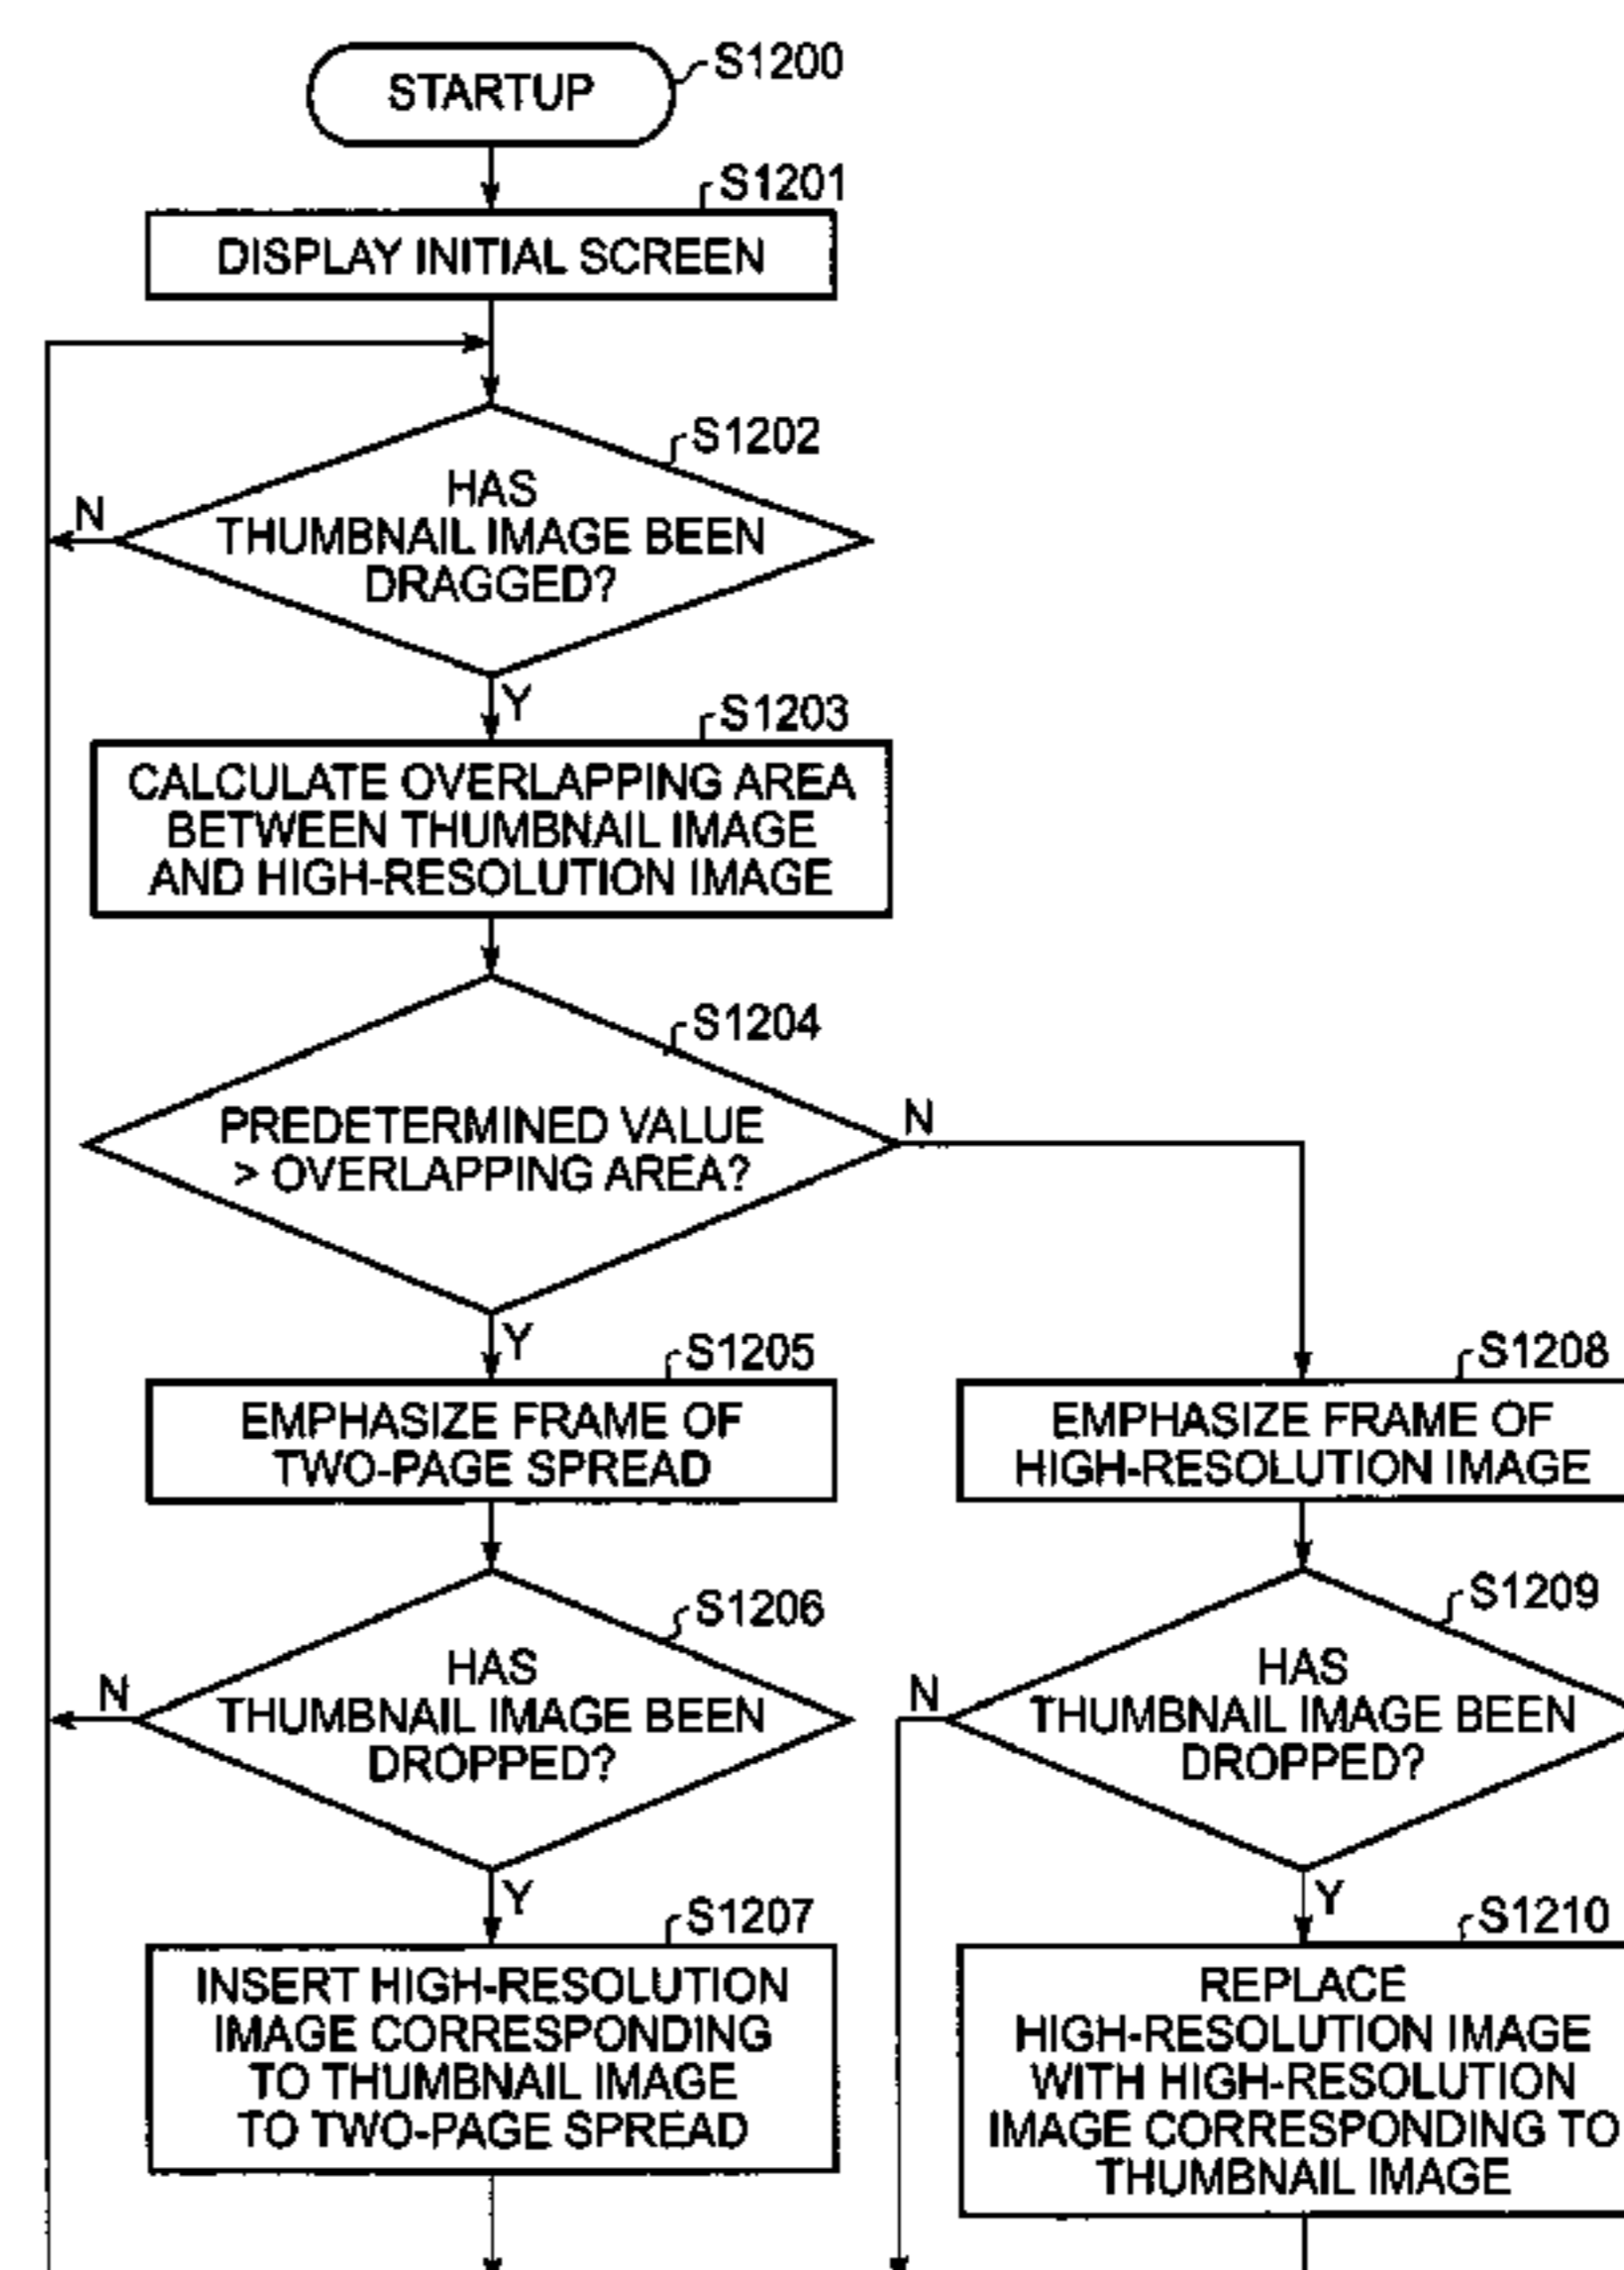 STARTUP
S1200
S1201
DISPLAY INITIAL SCREEN
S1202
HAS
THUMBNAIL IMAGE BEEN
DRAGGED?
N
Y
S1203
CALCULATE OVERLAPPING AREA
BETWEEN THUMBNAIL IMAGE
AND HIGH-RESOLUTION IMAGE
S1204
PREDETERMINED VALUE
> OVERLAPPING AREA?
N
Y
S1205
EMPHASIZE FRAME OF
TWO-PAGE SPREAD
S1208
EMPHASIZE FRAME OF
HIGH-RESOLUTION IMAGE
S1206
HAS
THUMBNAIL IMAGE BEEN
DROPPED?
N
Y
S1209
HAS
THUMBNAIL IMAGE BEEN
DROPPED?
N
Y
S1207
INSERT HIGH-RESOLUTION
IMAGE CORRESPONDING
TO THUMBNAIL IMAGE
TO TWO-PAGE SPREAD
S1210
REPLACE
HIGH-RESOLUTION IMAGE
WITH HIGH-RESOLUTION
IMAGE CORRESPONDING TO
THUMBNAIL IMAGE